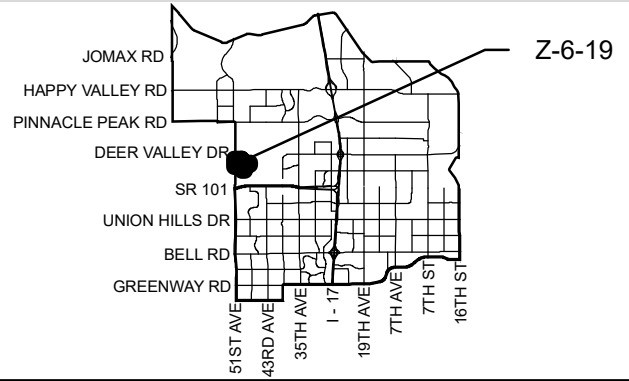 Z-6-19
JOMAX RD
HAPPY VALLEY RD
PINNACLE PEAK RD
DEER VALLEY DR
SR 101
UNION HILLS DR
BELL RD
GREENWAY RD
51ST AVE
43RD AVE
35TH AVE
I - 17
19TH AVE
7TH AVE
7TH ST
16TH ST